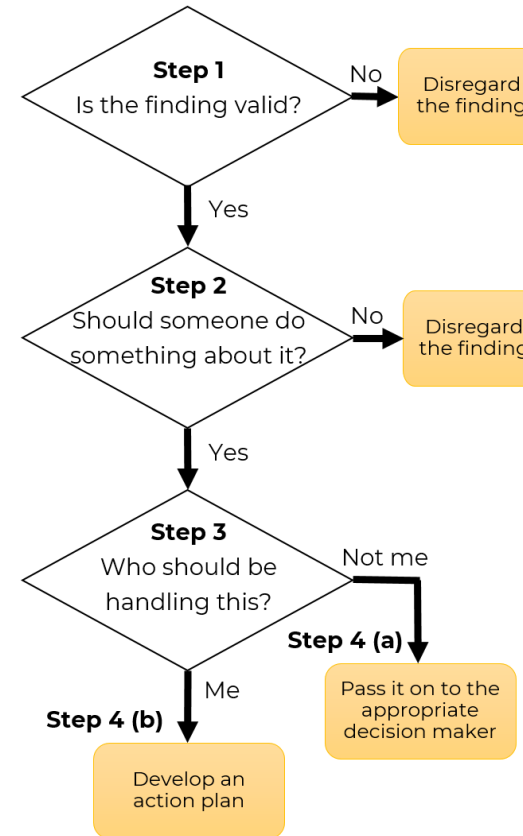 Step 1
Is the finding valid?
No
Disregard
the finding
Yes
Step 2
Should someone do
something about it?
No
Disregard
the finding
Yes
Step 3
Who should be
handling this?
Not me
Step 4 (a)
Pass it on to the
appropriate
decision maker
Me
Step 4 (b)
Develop an
action plan